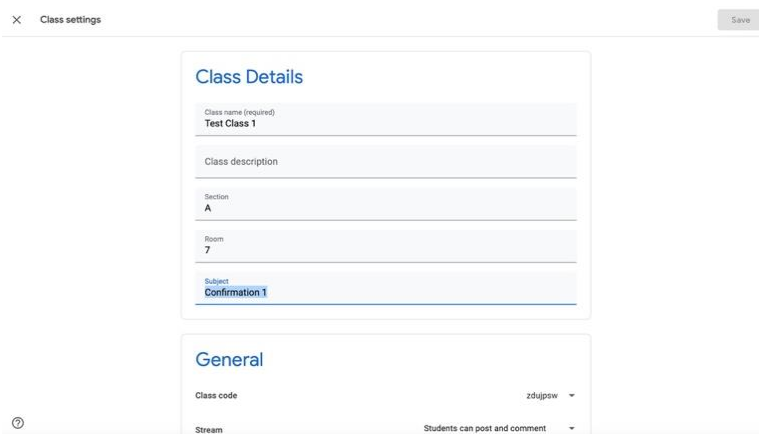 Class settings
Save
Class Details
Class name (required)
Test Class 1
Class description
Section
A
Room
7
Subject
Confirmation 1
General
Class code zdujpsw
Stream Students can post and comment